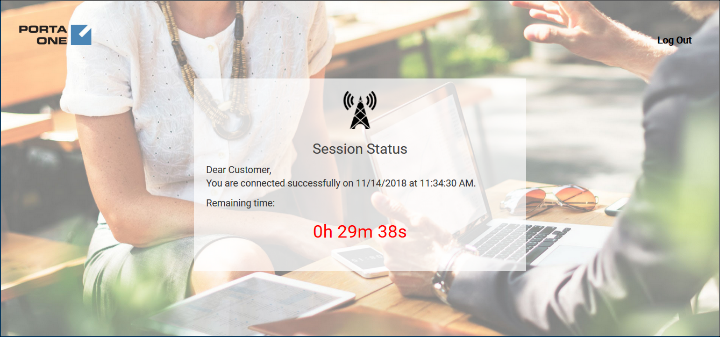 PORTA
ONE
Log Out
Session Status
Dear Customer,
You are connected successfully on 11/14/2018 at 11:34:30 AM.
Remaining time:
0h 29m 38s